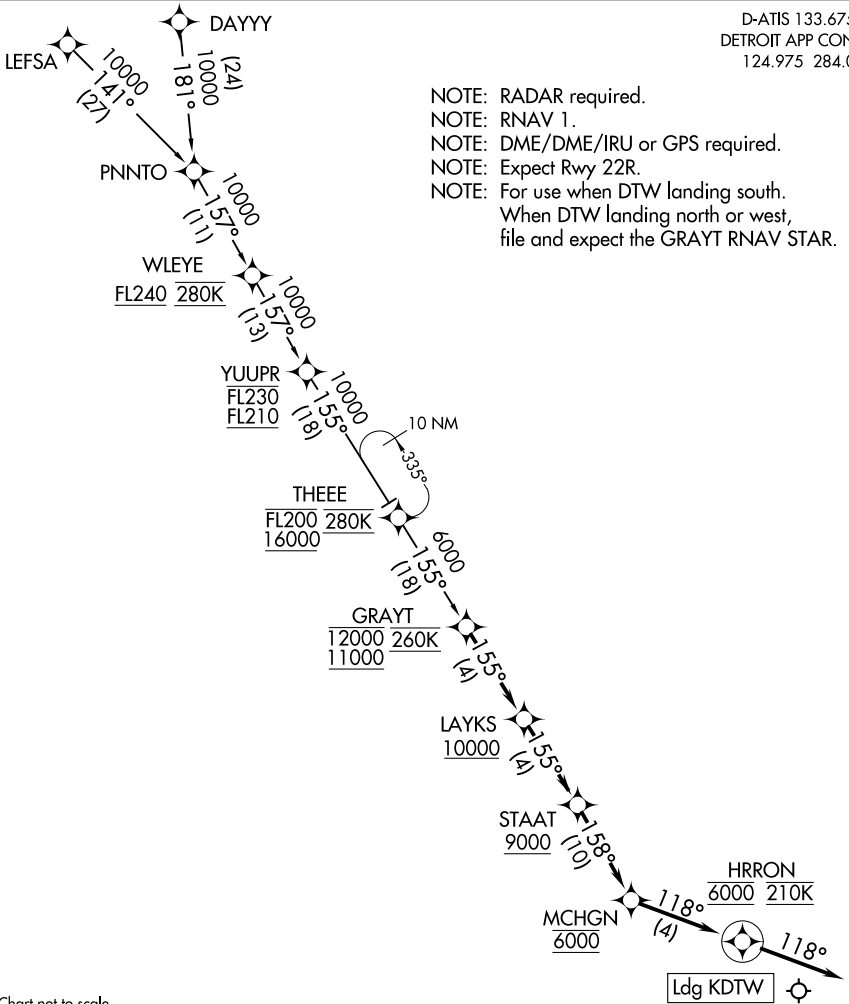 DAYYY
D-ATIS 133.675
LEFSA
DETROIT APP CON
124.975 284.0
10000
141°
(27)
(24)
10000
181°
NOTE: RADAR required.
NOTE: RNAV 1.
NOTE: DME/DME/IRU or GPS required.
NOTE: Expect Rwy 22R.
NOTE: For use when DTW landing south.
When DTW landing north or west,
file and expect the GRAYT RNAV STAR.
PNNTO
10000
157°
(11)
WLEYE
FL240 280K
10000
157°
(13)
YUUPR
FL230
FL210
10000
155°
(18)
10 NM
335°
THEEE
FL200 280K
16000
6000
155°
(18)
GRAYT
12000 260K
11000
155°
(4)
LAYKS
10000
155°
(4)
STAAT
9000
158°
(10)
HRRON
6000 210K
MCHGN
6000
118°
(4)
118°
Ldg KDTW
Chart not to scale